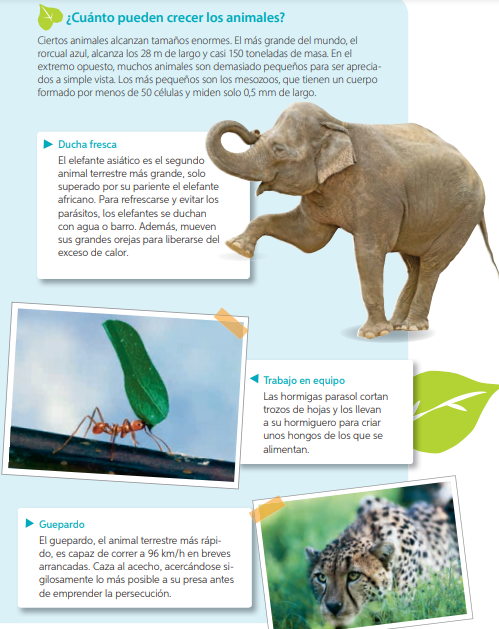 ¿Cuánto pueden crecer los animales?
Ciertos animales alcanzan tamaños enormes. El más grande del mundo, el
rorcual azul, alcanza los 28 m de largo y casi 150 toneladas de masa. En el
extremo opuesto, muchos animales son demasiado pequeños para ser aprecia-
dos a simple vista. Los más pequeños son los mesozoos, que tienen un cuerpo
formado por menos de 50 células y miden solo 0,5 mm de largo.
Ducha fresca
El elefante asiático es el segundo
animal terrestre más grande, solo
superado por su pariente el elefante
africano. Para refrescarse y evitar los
parásitos, los elefantes se duchan
con agua o barro. Además, mueven
sus grandes orejas para liberarse del
exceso de calor.
Trabajo en equipo
Las hormigas parasol cortan
trozos de hojas y los llevan
a su hormiguero para criar
unos hongos de los que se
alimentan.
Guepardo
El guepardo, el animal terrestre más rápi-
do, es capaz de correr a 96 km/h en breves
arrancadas. Caza al acecho, acercándose si-
gilosamente lo más posible a su presa antes
de emprender la persecución.